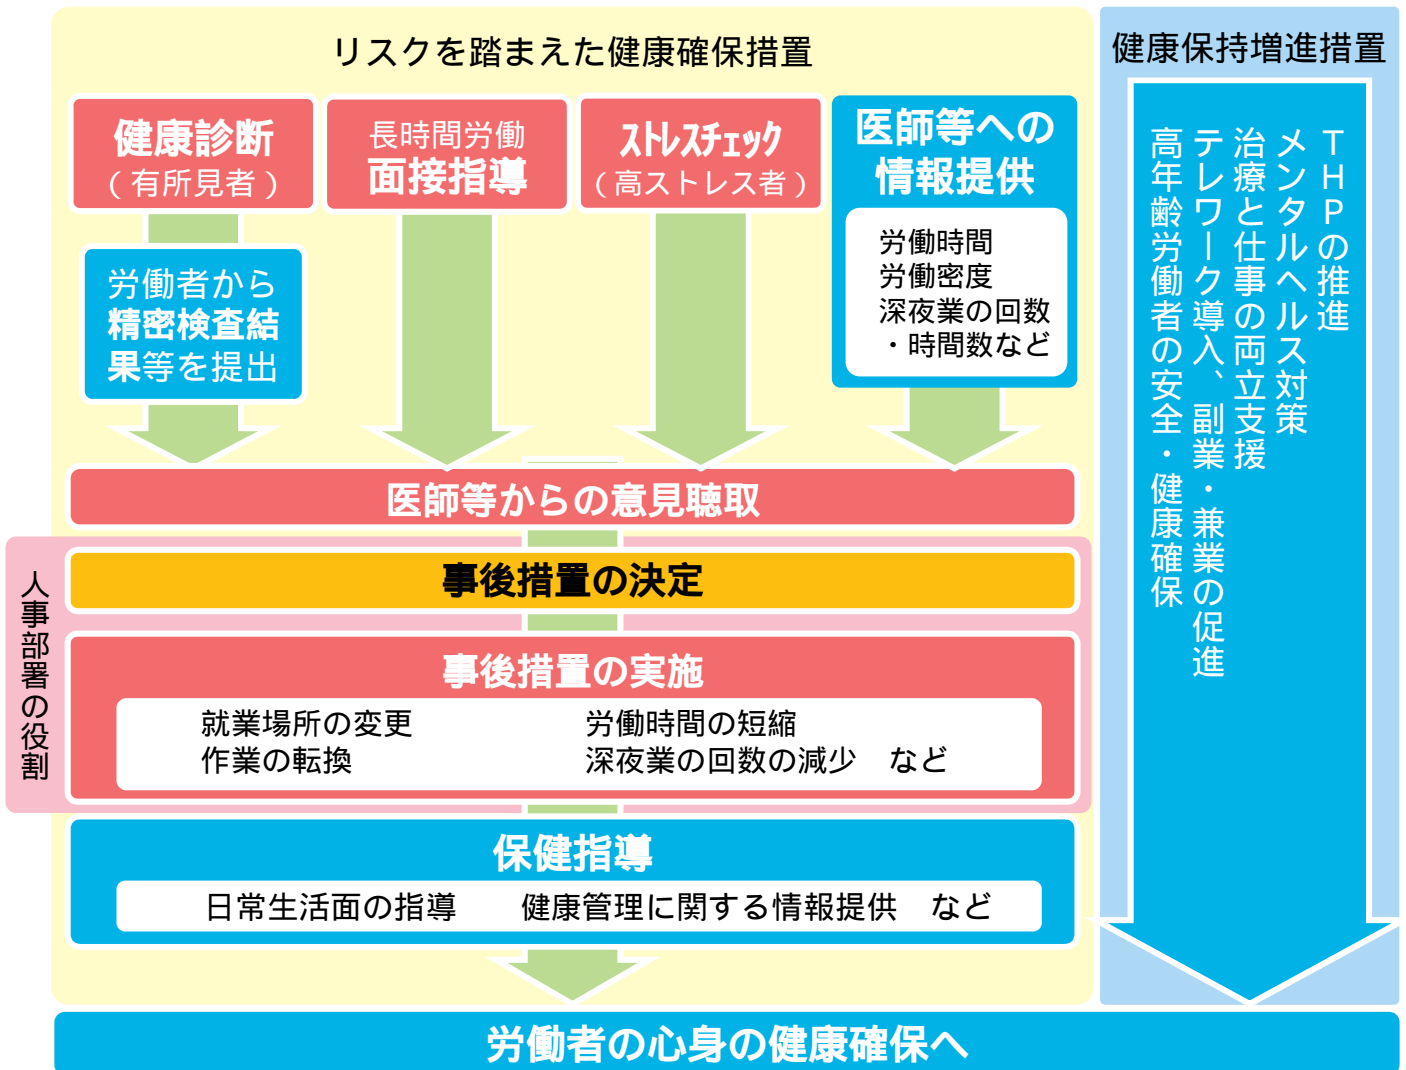 リスクを踏まえた健康確保措置
健康診断
（有所見者）
労働者から
精密検査結
果等を提出
長時間労働
面接指導
ストレスチェック
（高ストレス者）
医師等への
情報提供
労働時間
労働密度
深夜業の回数
・時間数など
医師等からの意見聴取
人事部署の役割
事後措置の決定
事後措置の実施
就業場所の変更
作業の転換
労働時間の短縮
深夜業の回数の減少　など
保健指導
日常生活面の指導　健康管理に関する情報提供　など
健康保持増進措置
ＴＨＰの推進
メンタルヘルス対策
治療と仕事の両立支援
テレワーク導入、副業・兼業の促進
高年齢労働者の安全・健康確保
労働者の心身の健康確保へ